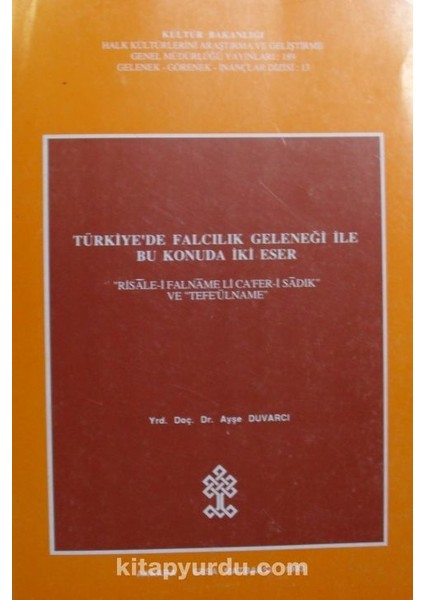 KÜLTÜR BAKANLIĞI
HALK KÜLTÜRLERİNİ ARAŞTIRMA VE GELİŞTİRME
GENEL MÜDÜRLÜĞÜ YAYINLARI:
GELENEK - GÖRENEK - İNANÇLAR DİZİSİ:
TÜRKİYE'DE FALCILIK GELENEĞİ İLE
BU KONUDA İKİ ESER
"RİSÂLE-İ FALNÂME Lİ CA'FER-İ SÂDIK"
VE "TEFE'ÜLNAME"
Yrd. Doç. Dr. Ayşe DUVARCI
kitapyurdu.com